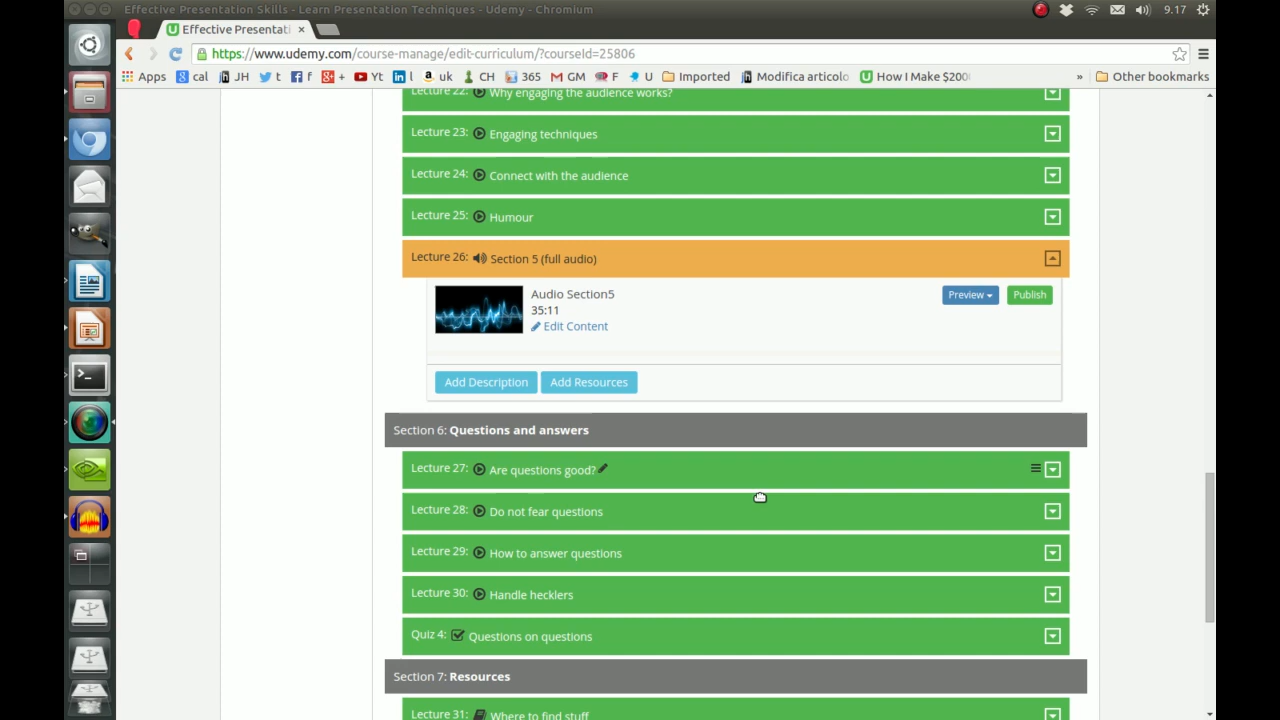 Effective Presentation Skills - Learn Presentation Techniques - Udemy - Chromium
9.17
Effective Presentati
https://www.udemy.com/course-manage/edit-curriculum/?courseId=25806
Apps cal JH t f + Yt l uk CH 365 GM F U Imported Modifica articolo How I Make $200 » Other bookmarks
Lecture 22: Why engaging the audience works?
Lecture 23: Engaging techniques
Lecture 24: Connect with the audience
Lecture 25: Humour
Lecture 26: Section 5 (full audio)
Audio Section5
Preview
Publish
35:11
Edit Content
Add Description
Add Resources
Section 6: Questions and answers
Lecture 27: Are questions good?
Lecture 28: Do not fear questions
Lecture 29: How to answer questions
Lecture 30: Handle hecklers
Quiz 4: Questions on questions
Section 7: Resources
Lecture 31: Where to find stuff